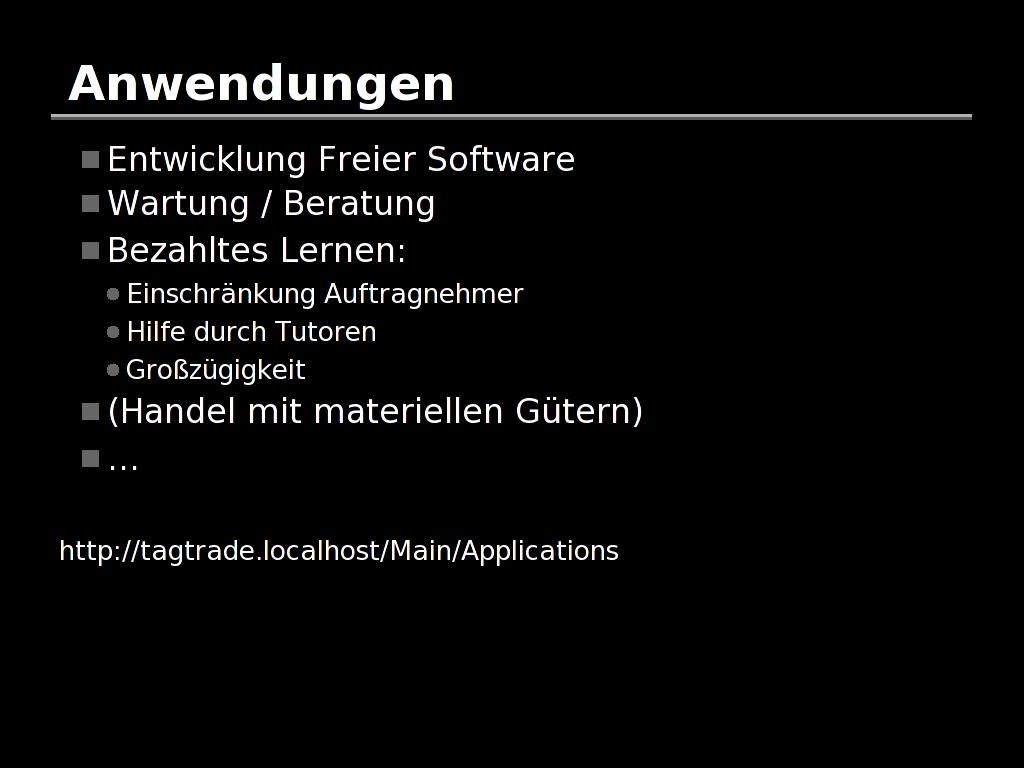 Anwendungen
Entwicklung Freier Software
Wartung / Beratung
Bezahltes Lernen:
Einschränkung Auftragnehmer
Hilfe durch Tutoren
Großzügigkeit
(Handel mit materiellen Gütern)
...
http://tagtrade.localhost/Main/Applications